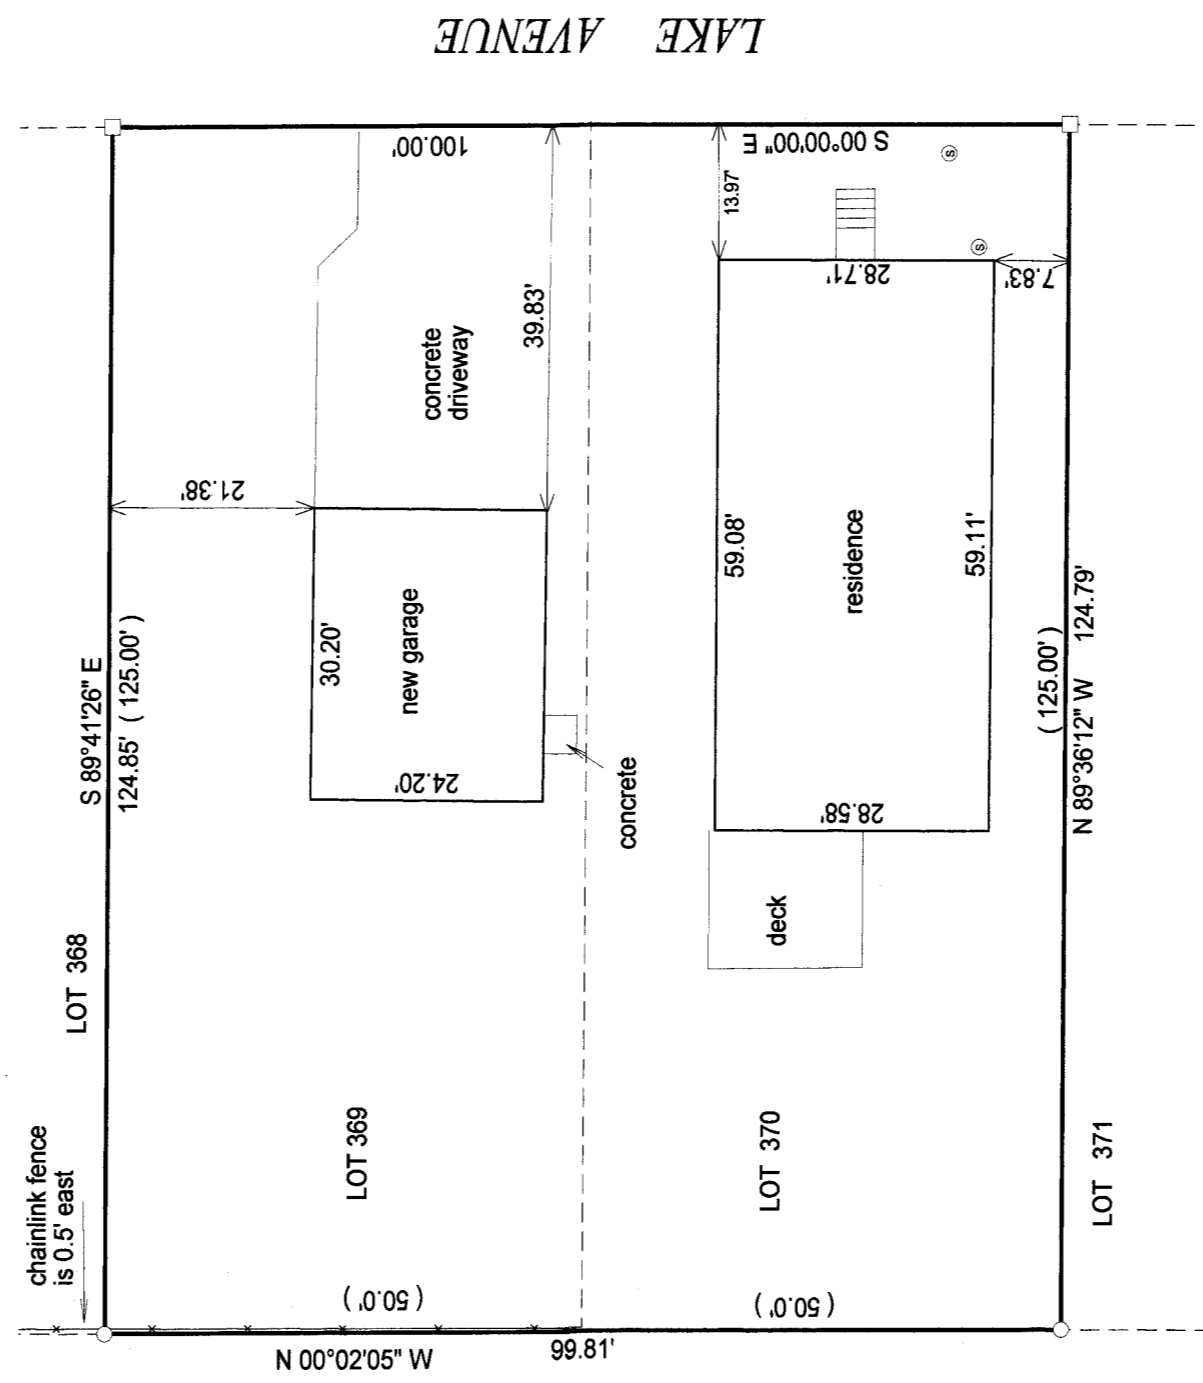 LAKE AVENUE
100.00'
S 00°00'00" E
13.97'
39.83'
28.71'
7.83'
S
S
concrete
driveway
21.38'
30.20'
new garage
24.20'
59.08'
residence
59.11'
S 89°41'26" E
124.85' ( 125.00' )
( 125.00' )
N 89°36'12" W 124.79'
concrete
28.58'
deck
LOT 368
LOT 369
LOT 370
LOT 371
chainlink fence
is 0.5' east
( 50.0' )
( 50.0' )
N 00°02'05" W
99.81'